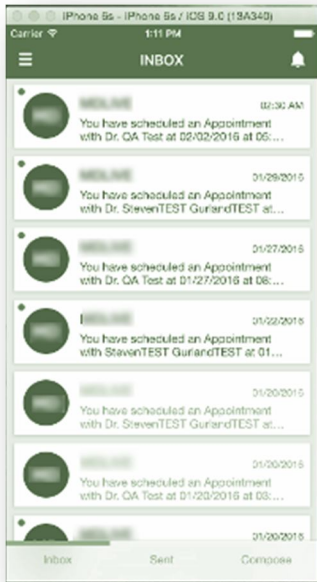 iPhone 6s - iPhone 6s / iOS 9.0 (13A340)
Carrier 1:11 PM
INBOX
02:30 AM
You have scheduled an Appointment
with Dr. QA Test at 02/02/2016 at 05:...
01/29/2016
You have scheduled an Appointment
with Dr. StevenTEST GurlandTEST at...
01/27/2016
You have scheduled an Appointment
with Dr. QA Test at 01/27/2016 at 08:...
01/22/2016
You have scheduled an Appointment
with StevenTEST GurlandTEST at 01...
01/20/2016
You have scheduled an Appointment
with Dr. StevenTEST GurlandTEST at...
01/20/2016
You have scheduled an Appointment
with Dr. QA Test at 01/20/2016 at 03:...
01/20/2016
Inbox Sent Compose